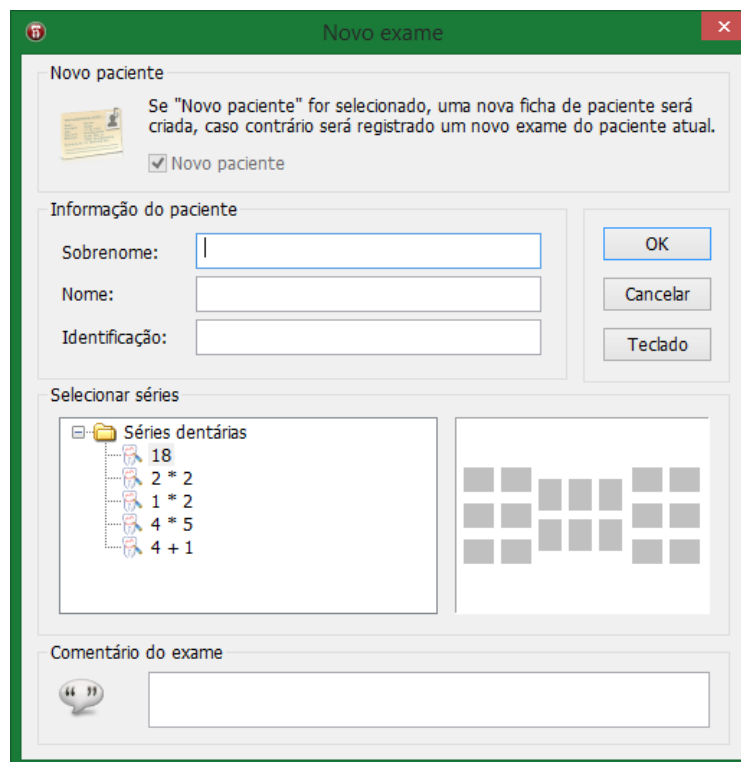 Novo exame
Novo paciente
Se "Novo paciente" for selecionado, uma nova ficha de paciente será
criada, caso contrário será registrado um novo exame do paciente atual.
Novo paciente
Informação do paciente
Sobrenome:
Nome:
Identificação:
OK
Cancelar
Teclado
Selecionar séries
Séries dentárias
18
2 * 2
1 * 2
4 * 5
4 + 1
Comentário do exame